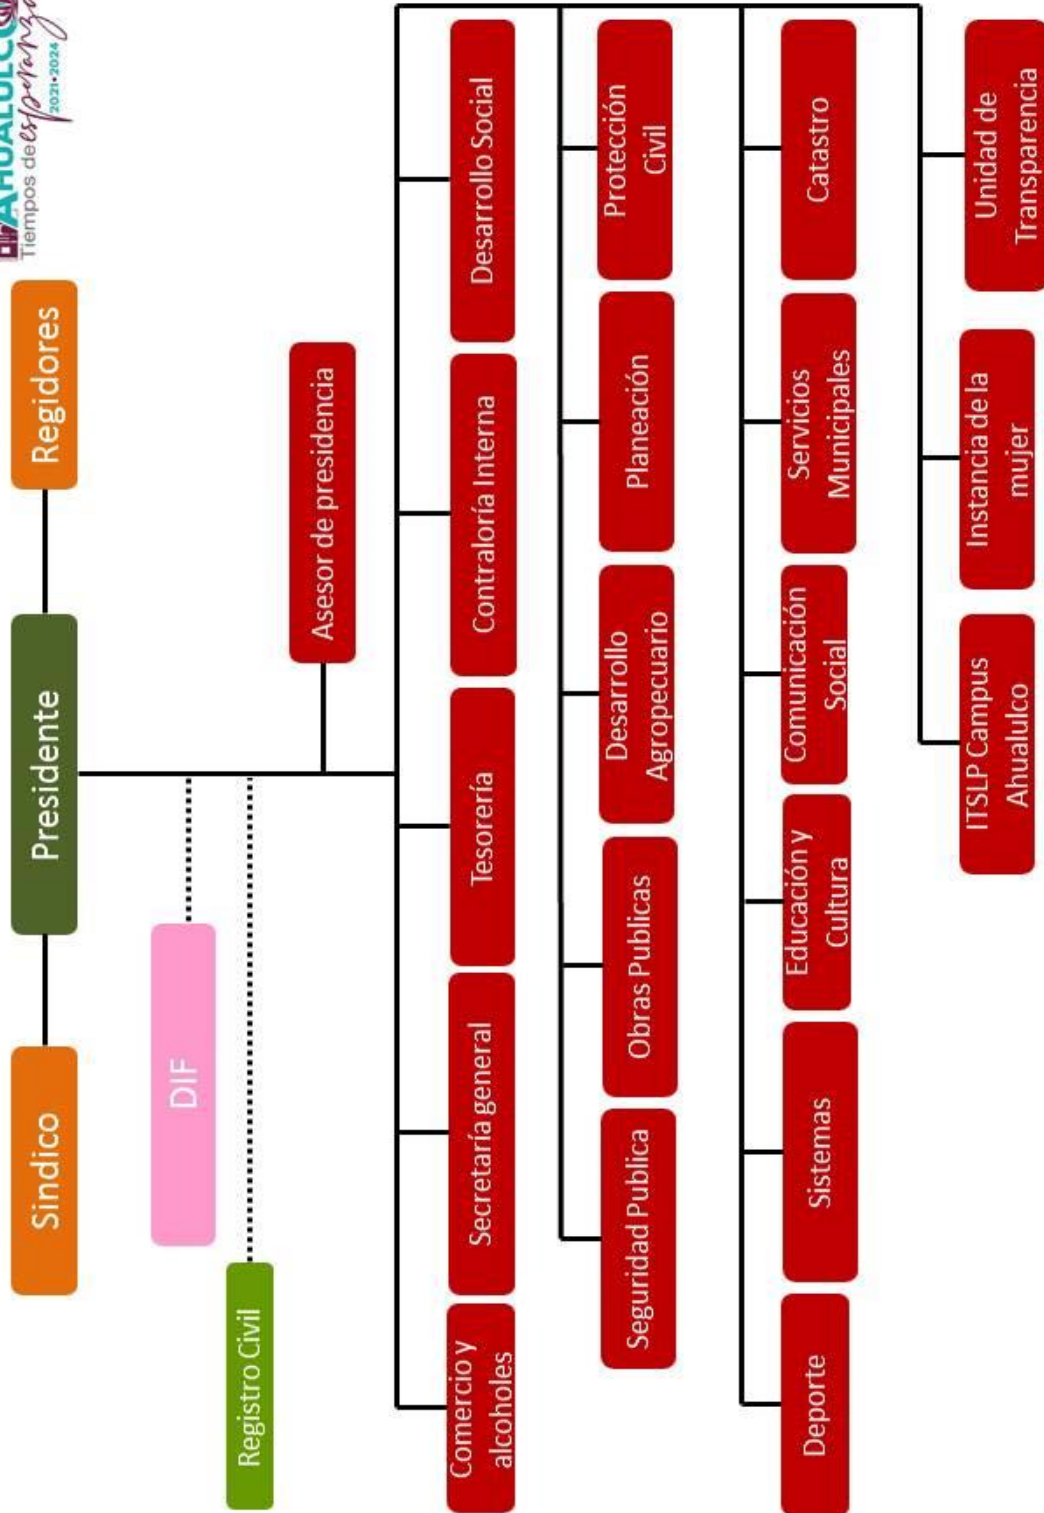 AHUALULCO
Tiempos de esperanza
2021•2024
Sindico
Presidente
Regidores
DIF
Registro Civil
Asesor de presidencia
Comercio y
alcoholes
Secretaría general
Tesorería
Contraloría Interna
Desarrollo Social
Seguridad Publica
Obras Publicas
Desarrollo
Agropecuario
Planeación
Protección
Civil
Deporte
Sistemas
Educación y
Cultura
Comunicación
Social
Servicios
Municipales
Catastro
ITSLP Campus
Ahualulco
Instancia de la
mujer
Unidad de
Transparencia